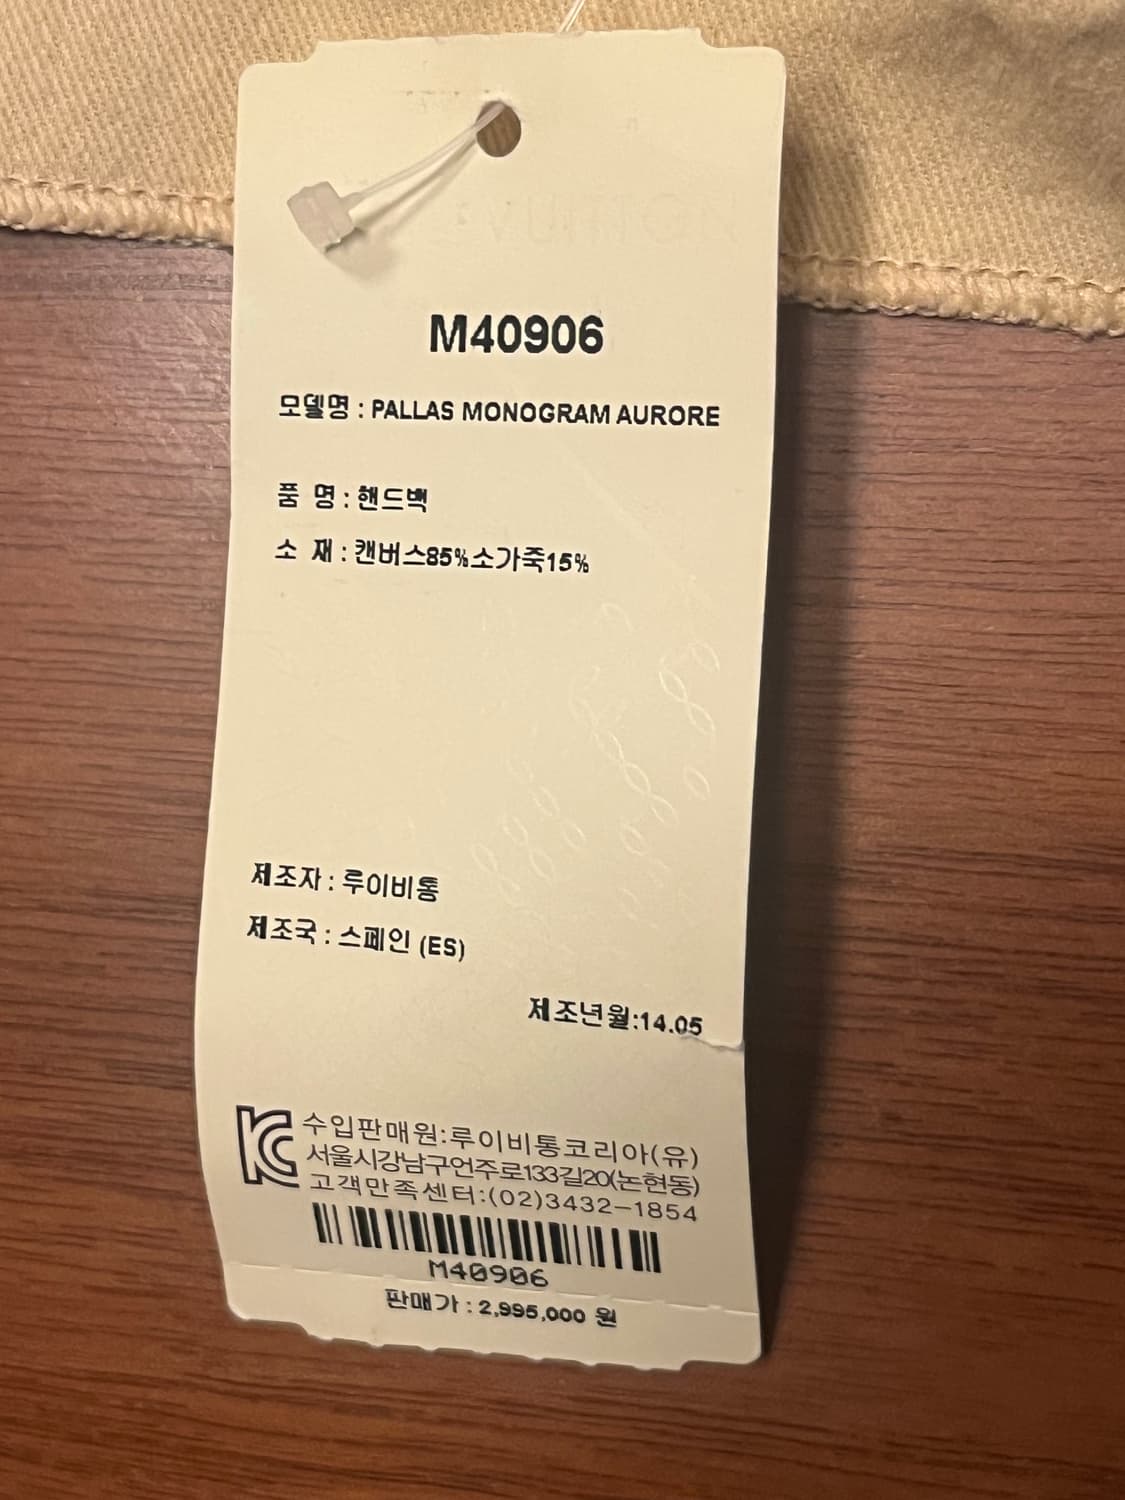 M40906
모델명 : PALLAS MONOGRAM AURORE
품 명 : 핸드백
소 재 : 캔버스85%소가죽15%
제조자 : 루이비통
제조국 : 스페인 (ES)
제조년월:14.05
수입판매원:루이비통코리아(유)
서울시강남구언주로133길20(논현동)
고객만족센터:(02)3432-1854
M40906
판매가 : 2,995,000 원